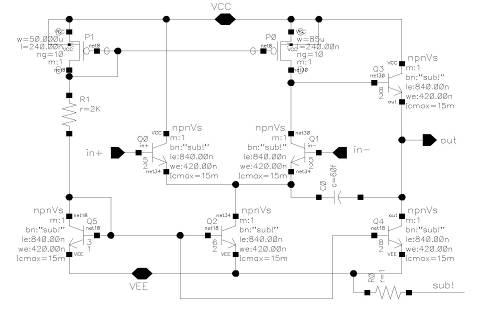 VCC
P1
w=50.000u
l=240.00n
ng=10
m:1
P0
w=85u
l=240.00n
ng=10
m:1
net30
Q3
npnVs
m:1
bn:"sub!"
le:840.00n
we:420.00n
icmax=15m
out
R1
r=2K
Q0
npnVs
m:1
bn:"sub!"
le:840.00n
we:420.00n
icmax=15m
in+
Q1
npnVs
m:1
bn:"sub!"
le:840.00n
we:420.00n
icmax=15m
in-
out
C0
c=60f
Q5
npnVs
m:1
bn:"sub!"
le:840.00n
we:420.00n
icmax=15m
Q2
npnVs
m:1
bn:"sub!"
le:840.00n
we:420.00n
icmax=15m
Q4
npnVs
m:1
bn:"sub!"
le:840.00n
we:420.00n
icmax=15m
VEE
R0
r=1
sub!